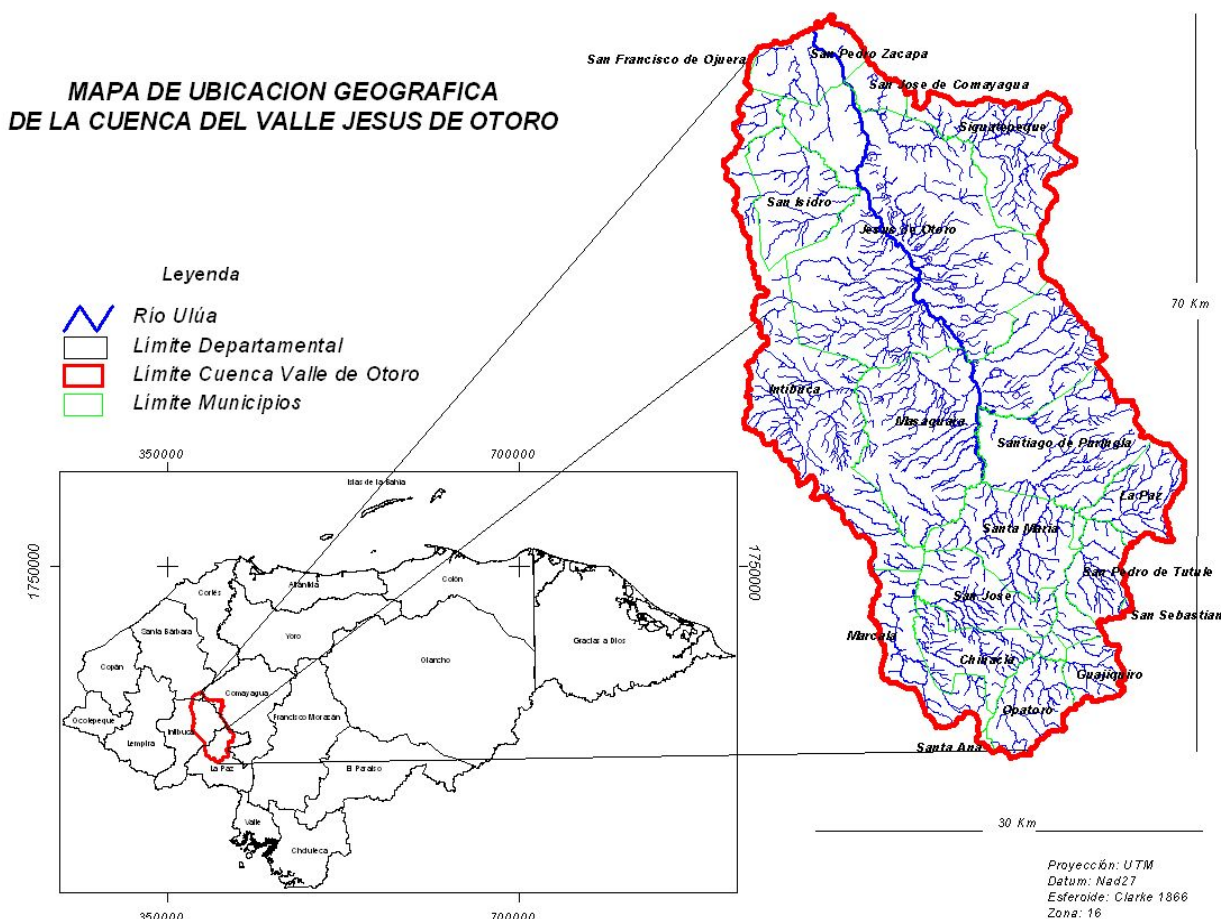 MAPA DE UBICACION GEOGRAFICA
DE LA CUENCA DEL VALLE JESUS DE OTORO
Leyenda
Río Ulúa
Límite Departamental
Límite Cuenca Valle de Otoro
Límite Municipios
San Francisco de Ojuera
San Pedro Zacapa
San Jose de Comayagua
Siguatepeque
San Isidro
Jesus de Otoro
70 Km
Intibuca
Masaguara
Santiago de Puringla
La Paz
Santa Maria
San Pedro de Tutule
San Jose
San Sebastian
Marcala
Chinacla
Guajiquiro
Opatoro
Santa Ana
30 Km
350000
700000
1750000
1750000
Islas de la Bahia
Cortés
Atlantida
Colón
Santa Bárbara
Yoro
Gracias a Dios
Copán
Olancho
Comayagua
Ocotepeque
Intibuca
Francisco Morazán
Lempira
La Paz
El Paraíso
Valle
Choluteca
350000
700000
Proyección: UTM
Datum: Nad27
Esferoide: Clarke 1866
Zona: 16